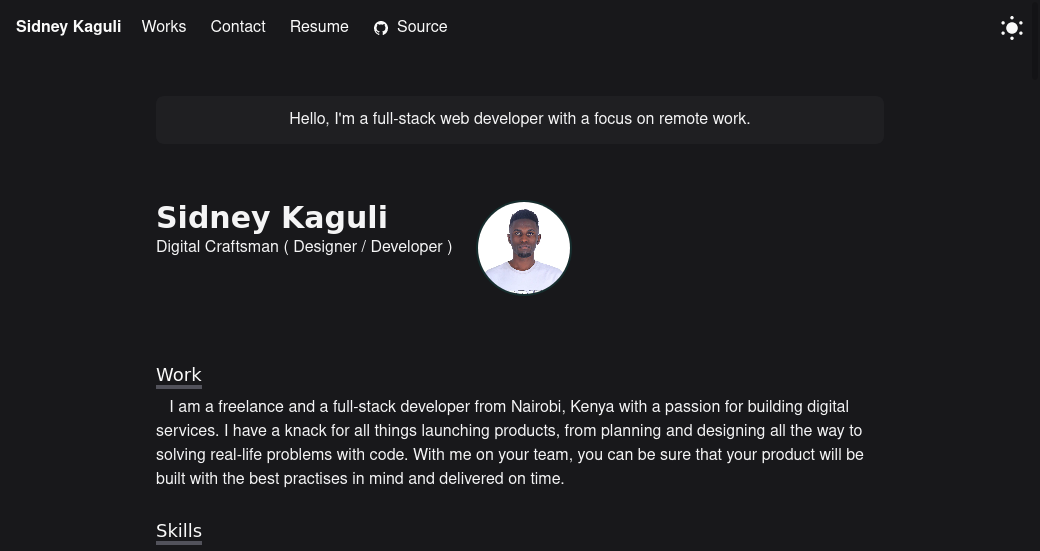 Sidney Kaguli Works Contact Resume Source
Hello, I'm a full-stack web developer with a focus on remote work.
Sidney Kaguli
Digital Craftsman ( Designer / Developer )
Work
I am a freelance and a full-stack developer from Nairobi, Kenya with a passion for building digital
services. I have a knack for all things launching products, from planning and designing all the way to
solving real-life problems with code. With me on your team, you can be sure that your product will be
built with the best practises in mind and delivered on time.
Skills